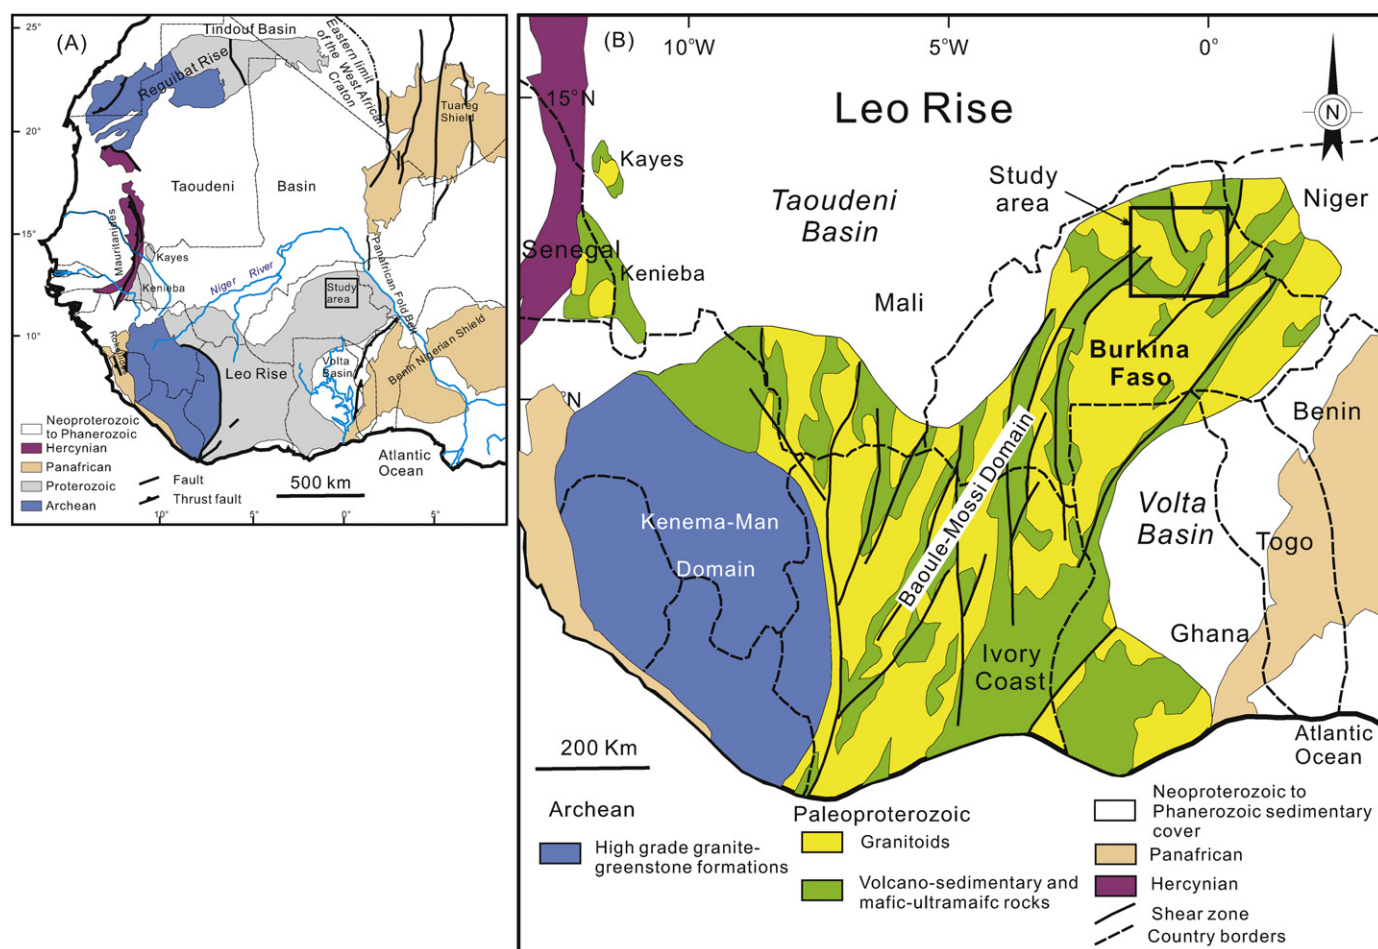 (A)
25°
20°
15°
10°
Tindouf Basin
Reguibat Rise
Eastern limit
of the West African
Craton
Tuareg
Shield
Taoudeni
Basin
Mauritanides
Kayes
Kenieba
Niger River
Panafrican Fold Belt
Study
area
Leo Rise
Volta
Basin
Benin Nigerian Shield
Atlantic
Ocean
Neoproterozoic
to Phanerozoic
Hercynian
Panafrican
Proterozoic
Archean
Fault
Thrust fault
500 km
10°
5°
0°
5°
(B)
10°W
5°W
0°
15°N
°N
Leo Rise
N
Kayes
Taoudeni
Basin
Study
area
Niger
Senegal
Kenieba
Mali
Burkina
Faso
Benin
Baoule-Mossi Domain
Kenema-Man
Domain
Volta
Basin
Togo
Ghana
Ivory
Coast
Atlantic
Ocean
200 Km
Archean
High grade granite-
greenstone formations
Paleoproterozoic
Granitoids
Volcano-sedimentary and
mafic-ultramaifc rocks
Neoproterozoic to
Phanerozoic sedimentary
cover
Panafrican
Hercynian
Shear zone
Country borders